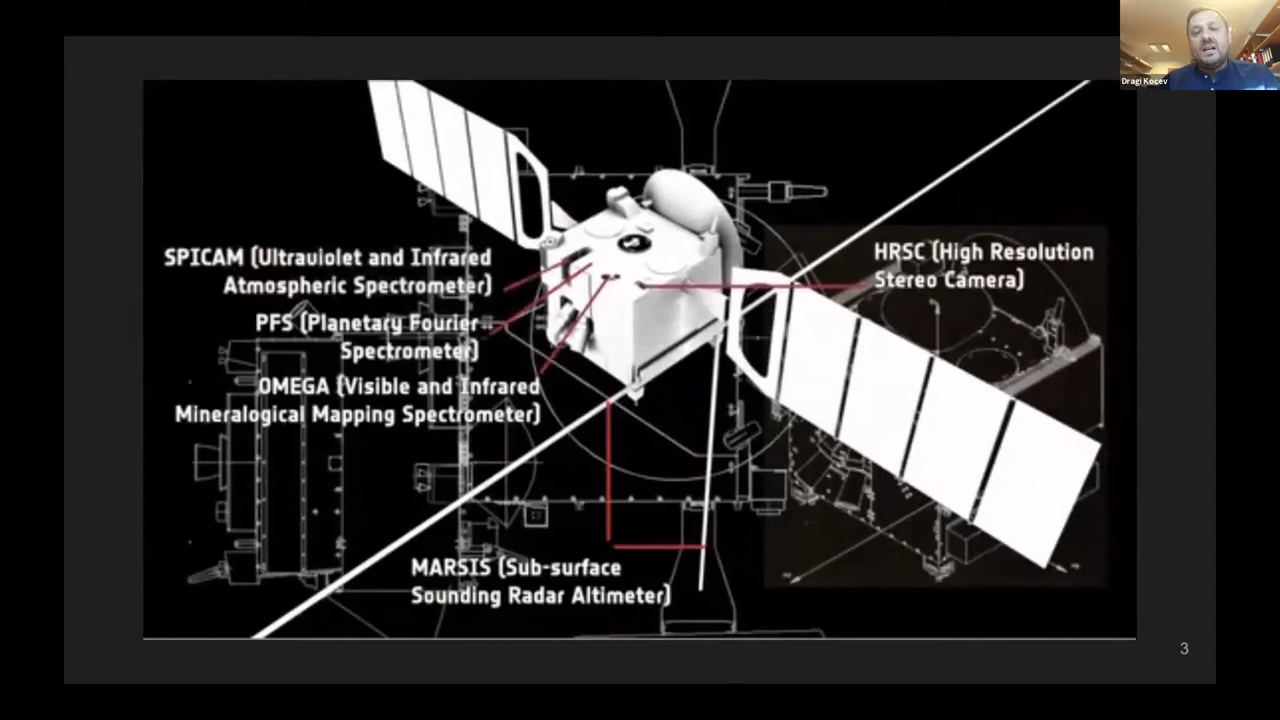 Dragi Kocev
SPICAM (Ultraviolet and Infrared
Atmospheric Spectrometer)
HRSC (High Resolution
Stereo Camera)
PFS (Planetary Fourier
Spectrometer)
OMEGA (Visible and Infrared
Mineralogical Mapping Spectrometer)
MARSIS (Sub-surface
Sounding Radar Altimeter)
3